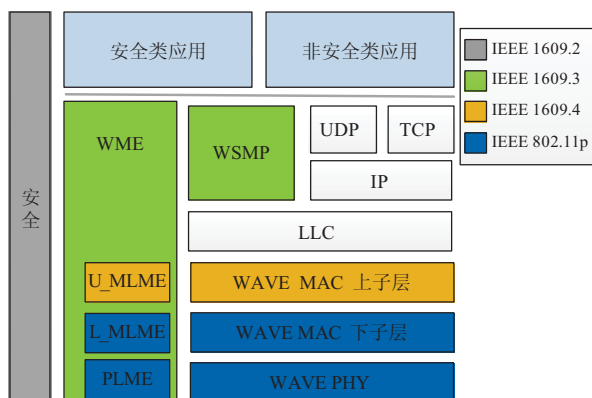 安全类应用
非安全类应用
IEEE 1609.2
IEEE 1609.3
IEEE 1609.4
IEEE 802.11p
安全
WME
WSMP
UDP
TCP
IP
LLC
U_MLME
WAVE MAC 上子层
L_MLME
WAVE MAC 下子层
PLME
WAVE PHY